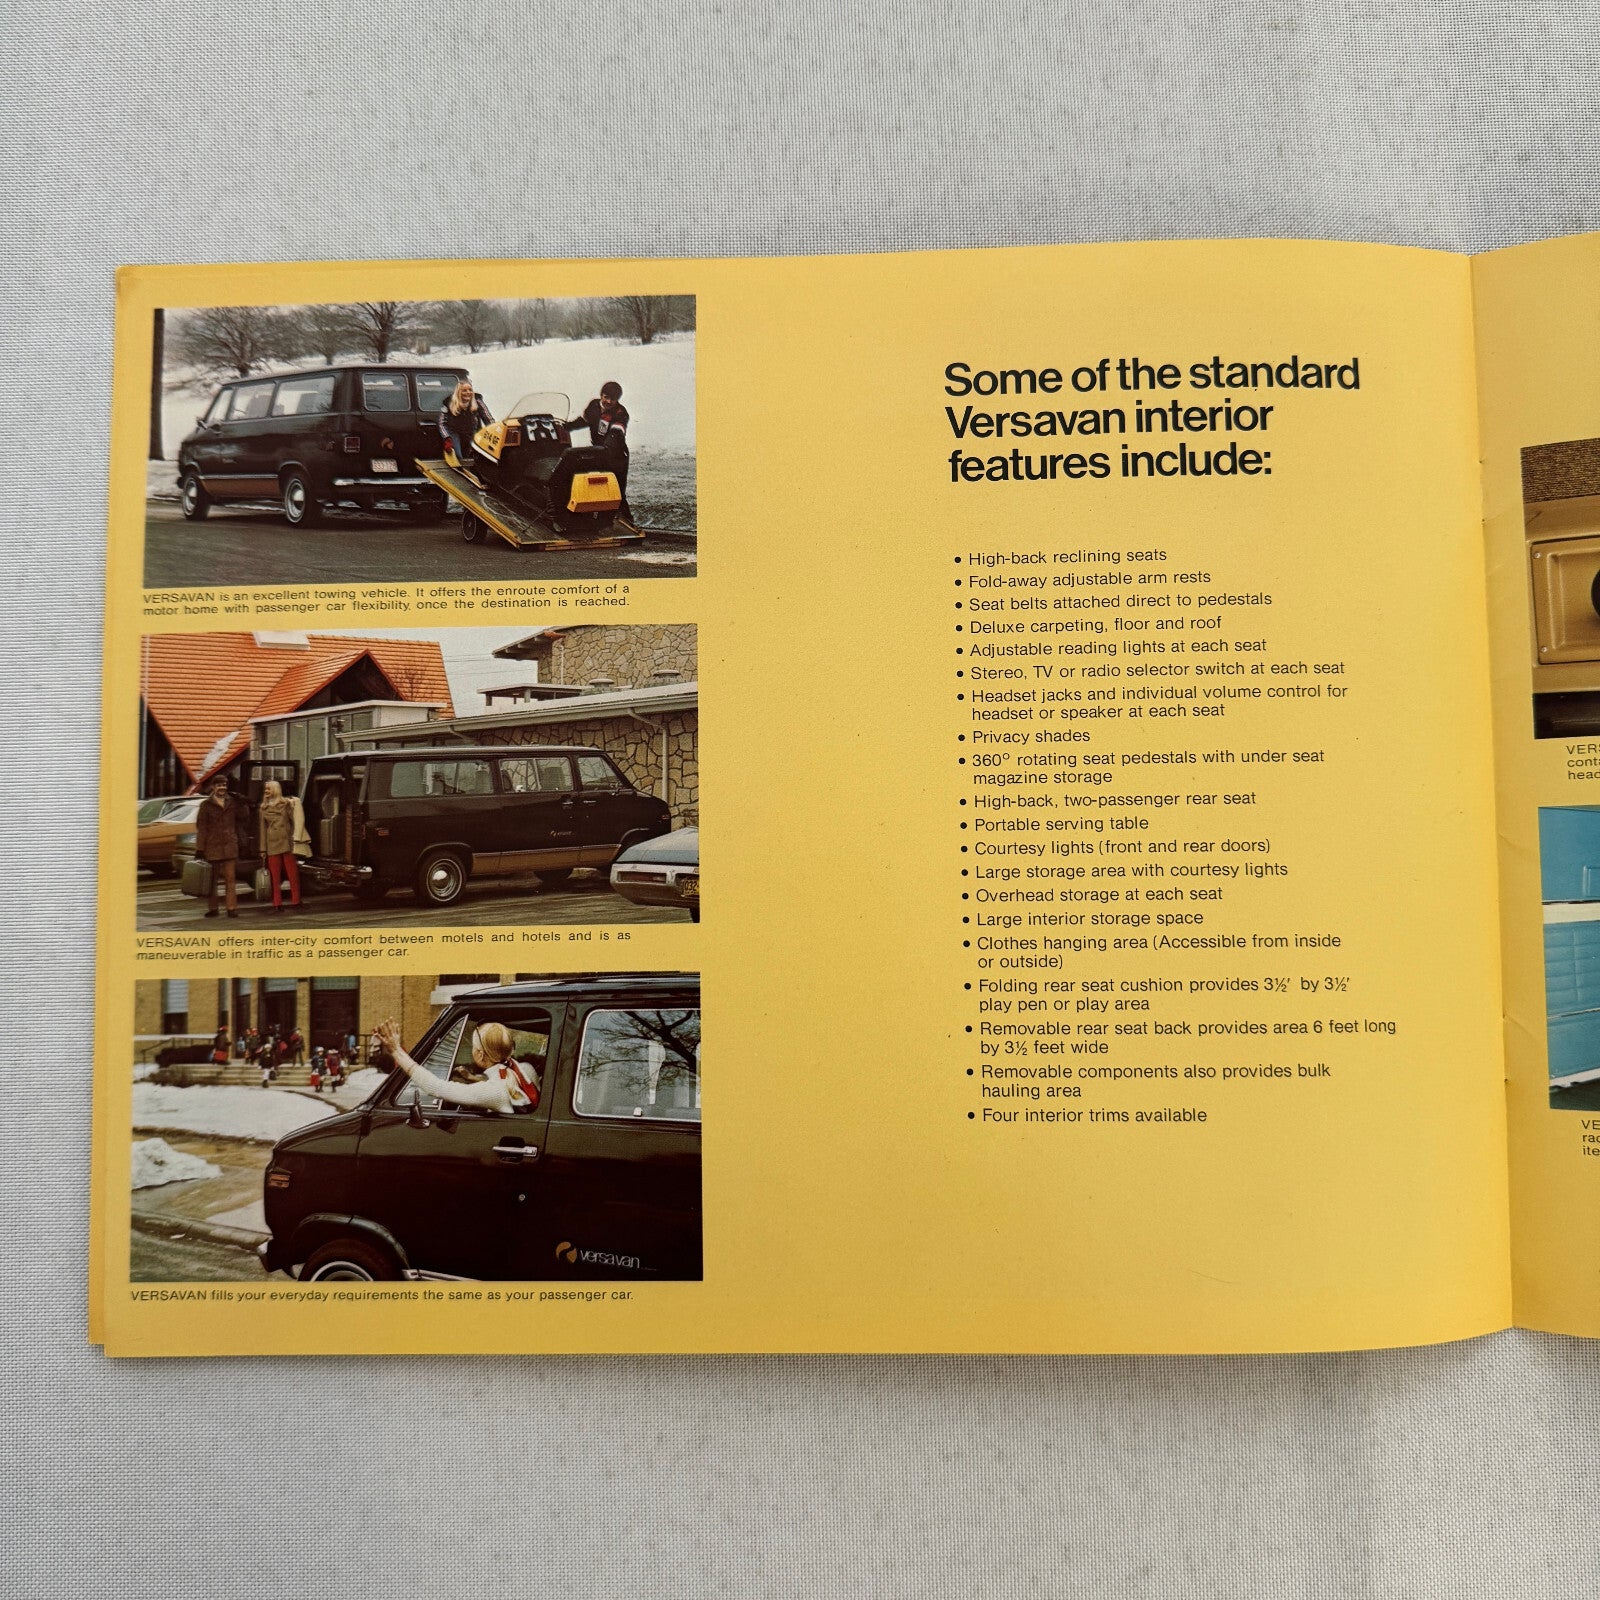 VERSAVAN is an excellent towing vehicle. It offers the enroute comfort of a
motor home with passenger car flexibility, once the destination is reached.
VERSAVAN offers inter-city comfort between motels and hotels and is as
maneuverable in traffic as a passenger car.
versavan
VERSAVAN fills your everyday requirements the same as your passenger car.
Some of the standard
Versavan interior
features include:
• High-back reclining seats
• Fold-away adjustable arm rests
• Seat belts attached direct to pedestals
• Deluxe carpeting, floor and roof
• Adjustable reading lights at each seat
• Stereo, TV or radio selector switch at each seat
• Headset jacks and individual volume control for
headset or speaker at each seat
• Privacy shades
• 360° rotating seat pedestals with under seat
magazine storage
• High-back, two-passenger rear seat
• Portable serving table
• Courtesy lights (front and rear doors)
• Large storage area with courtesy lights
• Overhead storage at each seat
• Large interior storage space
• Clothes hanging area (Accessible from inside
or outside)
• Folding rear seat cushion provides 3½' by 3½'
play pen or play area
• Removable rear seat back provides area 6 feet long
by 3½ feet wide
• Removable components also provides bulk
hauling area
• Four interior trims available